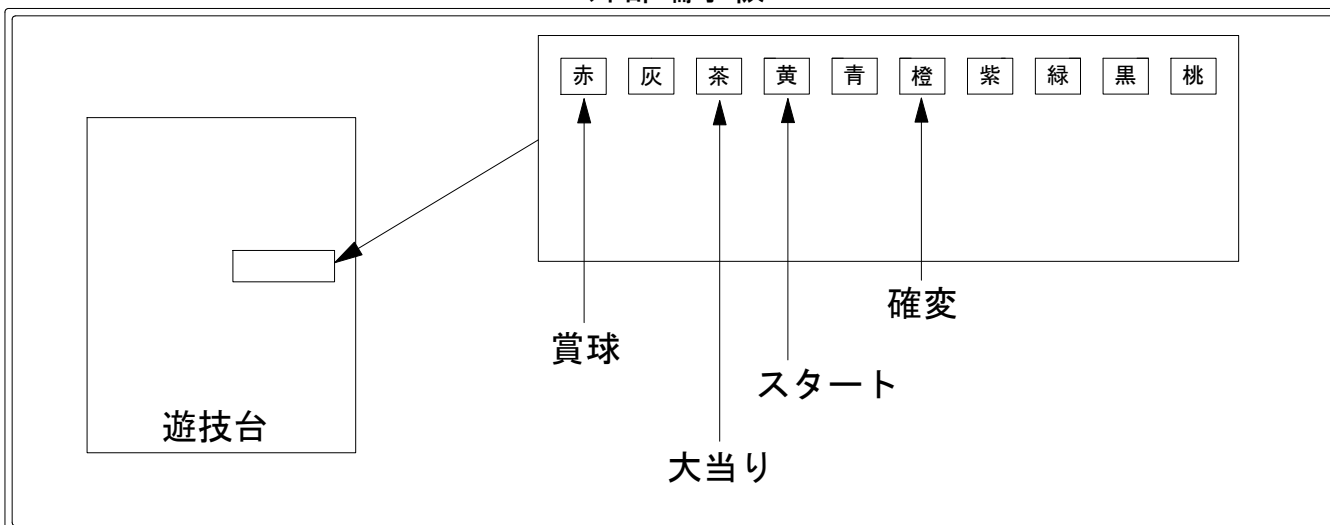 赤 灰 茶 黄 青 橙 紫 緑 黒 桃
確変
賞球
スタート
遊技台
大当り